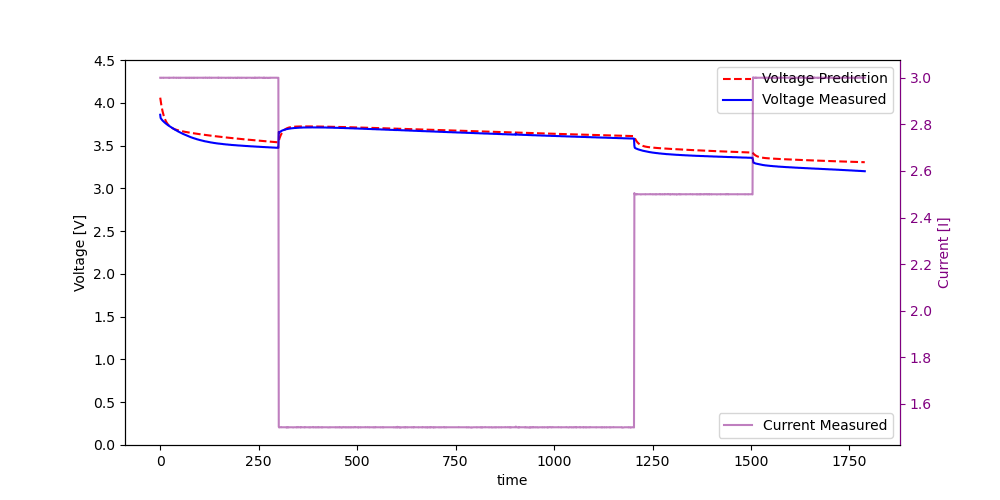 Voltage Prediction
Voltage Measured
Current Measured
Voltage [V]
4.5
4.0
3.5
3.0
2.5
2.0
1.5
1.0
0.5
0.0
Current [I]
3.0
2.8
2.6
2.4
2.2
2.0
1.8
1.6
0 250 500 750 1000 1250 1500 1750
time